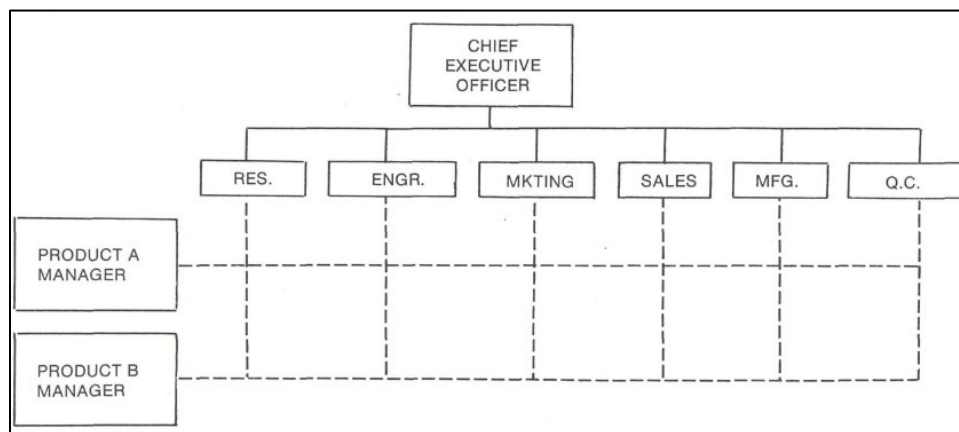 CHIEF
EXECUTIVE
OFFICER
RES.
ENGR.
MKTING
SALES
MFG.
Q.C.
PRODUCT A
MANAGER
PRODUCT B
MANAGER